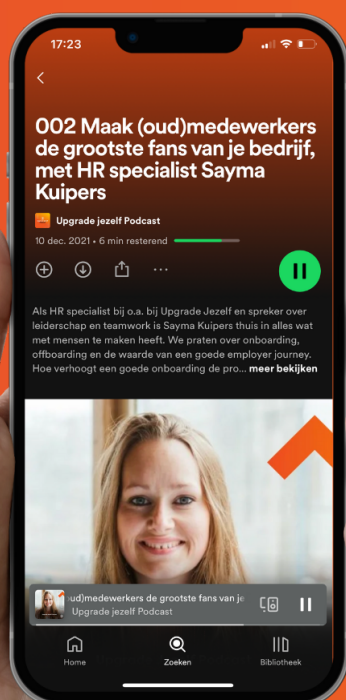 17:23
002 Maak (oud)medewerkers
de grootste fans van je bedrijf,
met HR specialist Sayma
Kuipers
Upgrade jezelf Podcast
10 dec. 2021 • 6 min resterend
Als HR specialist bij o.a. bij Upgrade Jezelf en spreker over
leiderschap en teamwork is Sayma Kuipers thuis in alles wat
met mensen te maken heeft. We praten over onboarding,
offboarding en de waarde van een goede employer journey.
Hoe verhoogt een goede onboarding de pro... meer bekijken
oud)medewerkers de grootste fans van je
Upgrade jezelf Podcast
Home
Zoeken
Bibliotheek